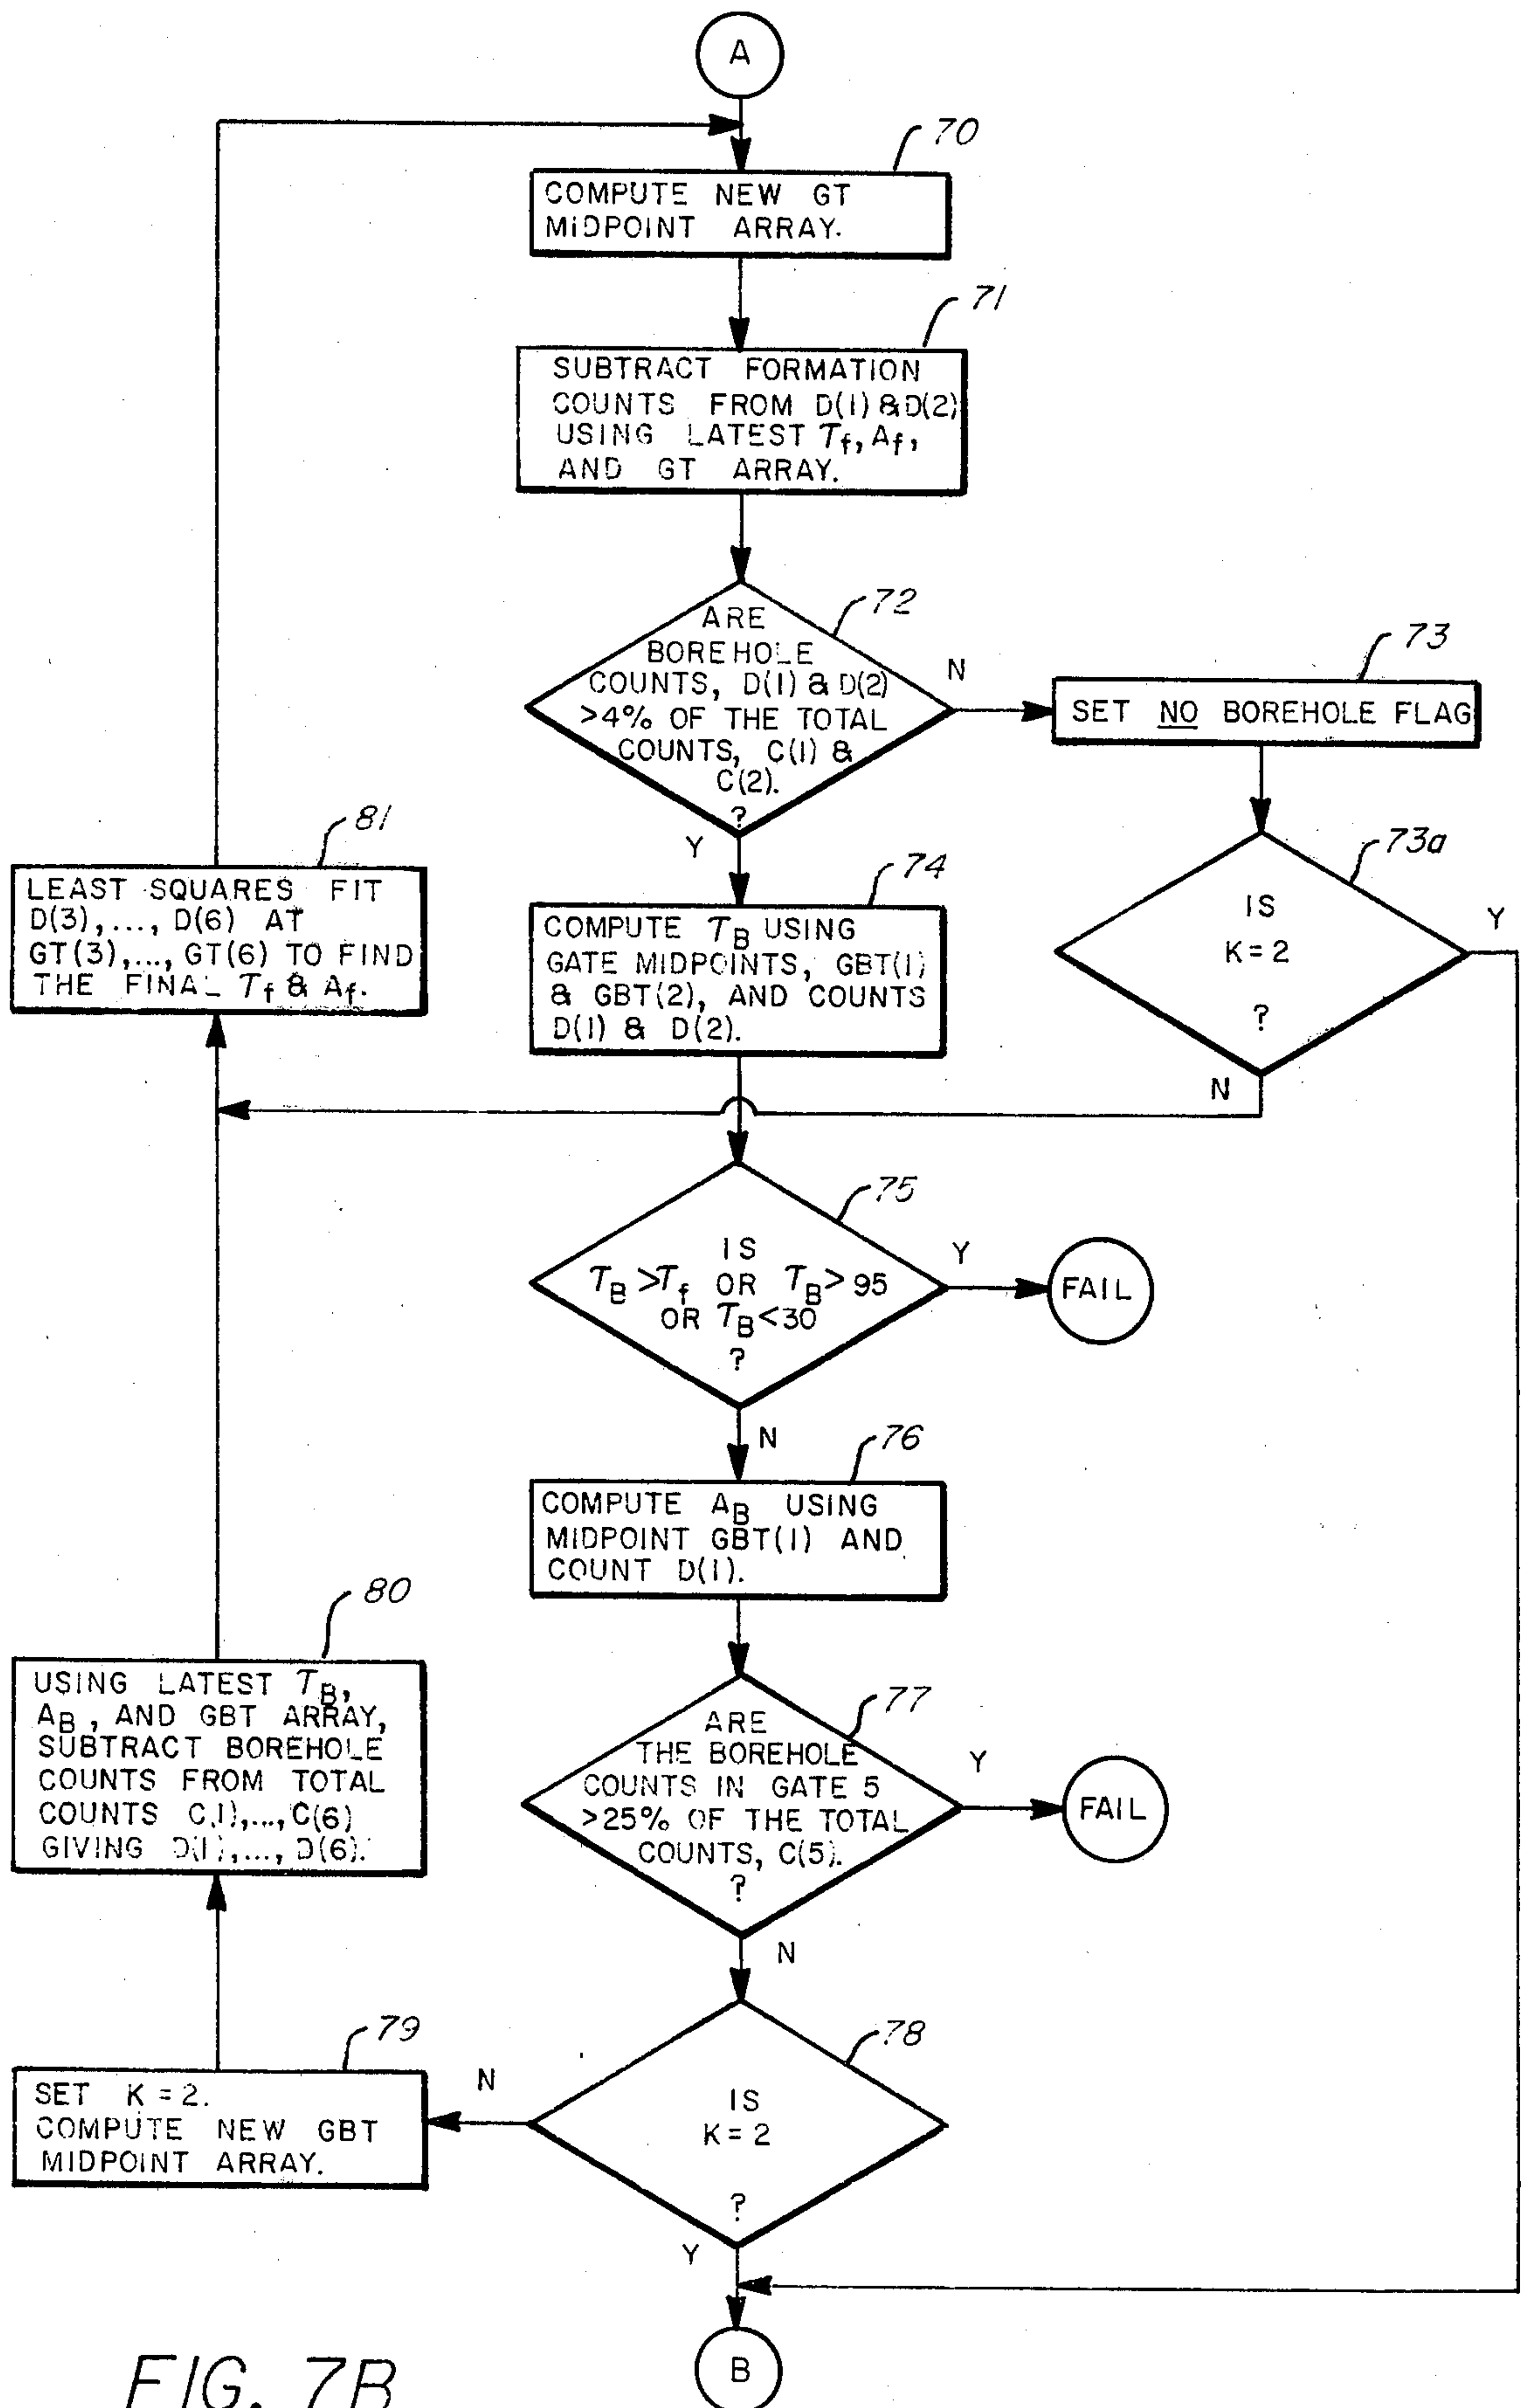 A
70
COMPUTE NEW GT
MIDPOINT ARRAY.
71
SUBTRACT FORMATION
COUNTS FROM D(1) & D(2)
USING LATEST τf, Af,
AND GT ARRAY.
72
ARE
BOREHOLE
COUNTS, D(1) & D(2)
>4% OF THE TOTAL
COUNTS, C(1) &
C(2).
?
N
Y
73
SET NO BOREHOLE FLAG
73a
IS
K = 2
?
Y
N
81
LEAST SQUARES FIT
D(3),..., D(6) AT
GT(3),..., GT(6) TO FIND
THE FINAL τf & Af.
74
COMPUTE τB USING
GATE MIDPOINTS, GBT(1)
& GBT(2), AND COUNTS
D(1) & D(2).
75
IS
τB >τf OR τB > 95
OR τB <30
?
Y
FAIL
N
76
COMPUTE AB USING
MIDPOINT GBT(1) AND
COUNT D(1).
80
USING LATEST τB,
AB, AND GBT ARRAY,
SUBTRACT BOREHOLE
COUNTS FROM TOTAL
COUNTS C(1),...,C(6)
GIVING D(1),..., D(6).
77
ARE
THE BOREHOLE
COUNTS IN GATE 5
>25% OF THE TOTAL
COUNTS, C(5).
?
Y
FAIL
N
79
SET K = 2.
COMPUTE NEW GBT
MIDPOINT ARRAY.
78
IS
K = 2
?
N
Y
B
FIG. 7B